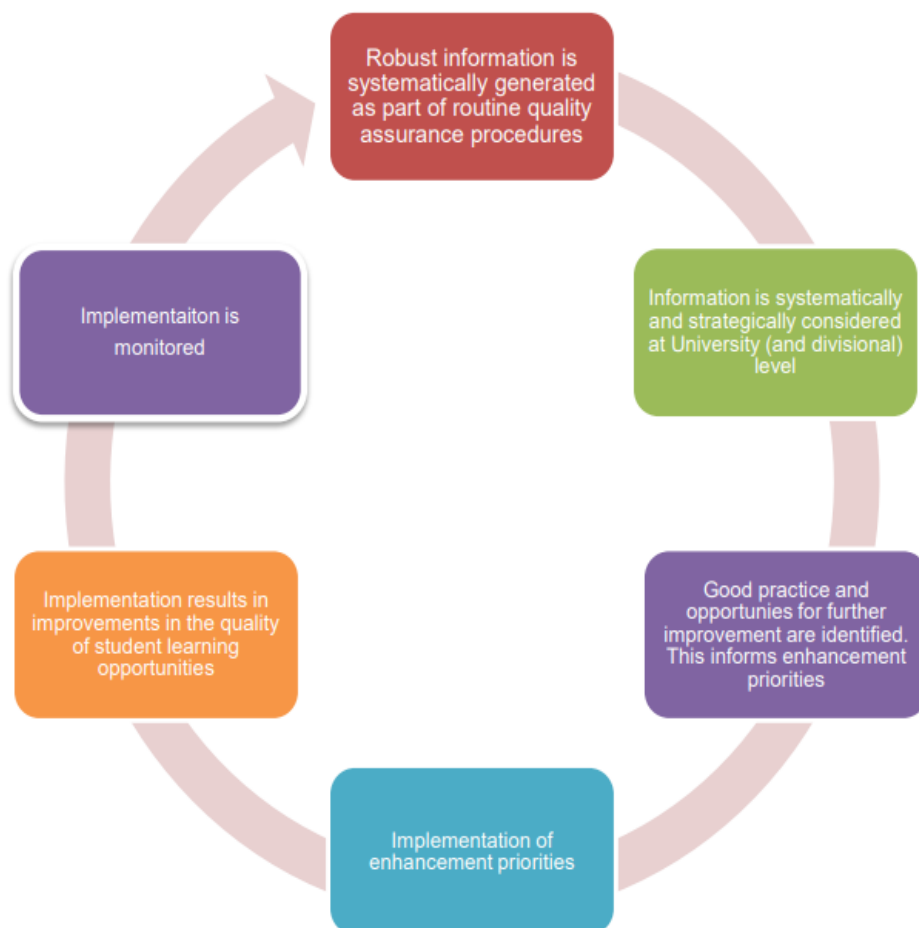 Robust information is
systematically generated
as part of routine quality
assurance procedures
Information is systematically
and strategically considered
at University (and divisional)
level
Good practice and
opportunies for further
improvement are identified.
This informs enhancement
priorities
Implementation of
enhancement priorities
Implementation results in
improvements in the quality
of student learning
opportunities
Implementaiton is
monitored